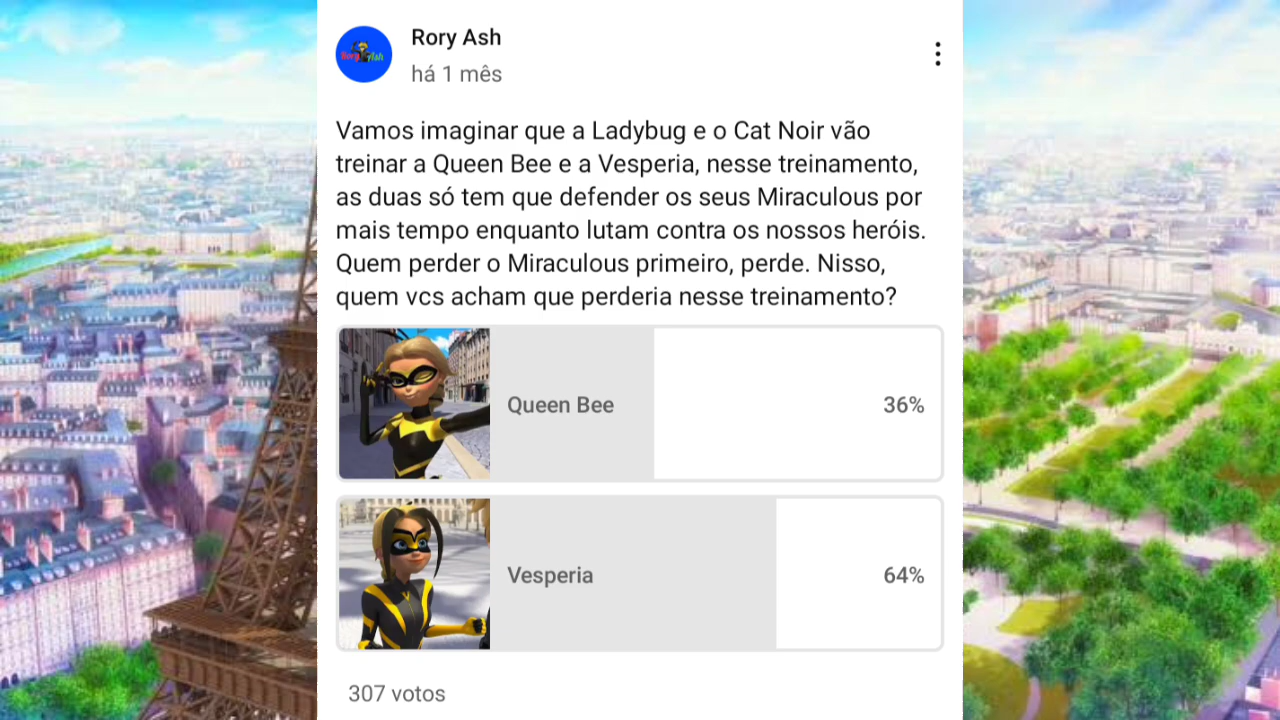 Rory Ash
Rory Ash
há 1 mês
Vamos imaginar que a Ladybug e o Cat Noir vão
treinar a Queen Bee e a Vesperia, nesse treinamento,
as duas só tem que defender os seus Miraculous por
mais tempo enquanto lutam contra os nossos heróis.
Quem perder o Miraculous primeiro, perde. Nisso,
quem vcs acham que perderia nesse treinamento?
Queen Bee 36%
Vesperia 64%
307 votos